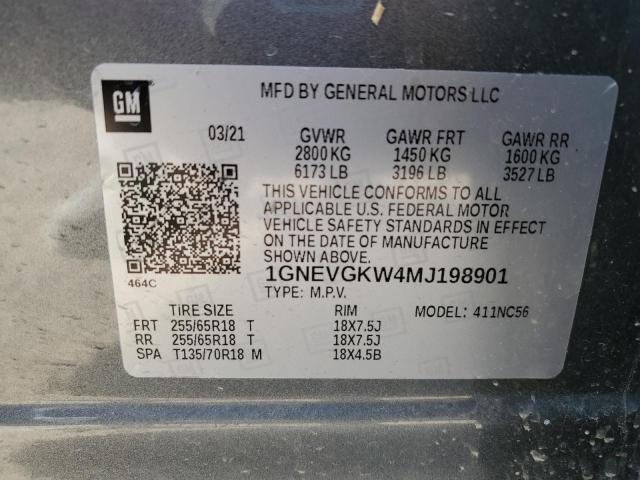 GM
MFD BY GENERAL MOTORS LLC
03/21 GVWR GAWR FRT GAWR RR
2800 KG 1450 KG 1600 KG
6173 LB 3196 LB 3527 LB
THIS VEHICLE CONFORMS TO ALL
APPLICABLE U.S. FEDERAL MOTOR
VEHICLE SAFETY STANDARDS IN EFFECT
ON THE DATE OF MANUFACTURE
SHOWN ABOVE.
1GNEVGKW4MJ198901
464C
TYPE: M.P.V.
TIRE SIZE RIM MODEL: 411NC56
FRT 255/65R18 T 18X7.5J
RR 255/65R18 T 18X7.5J
SPA T135/70R18 M 18X4.5B